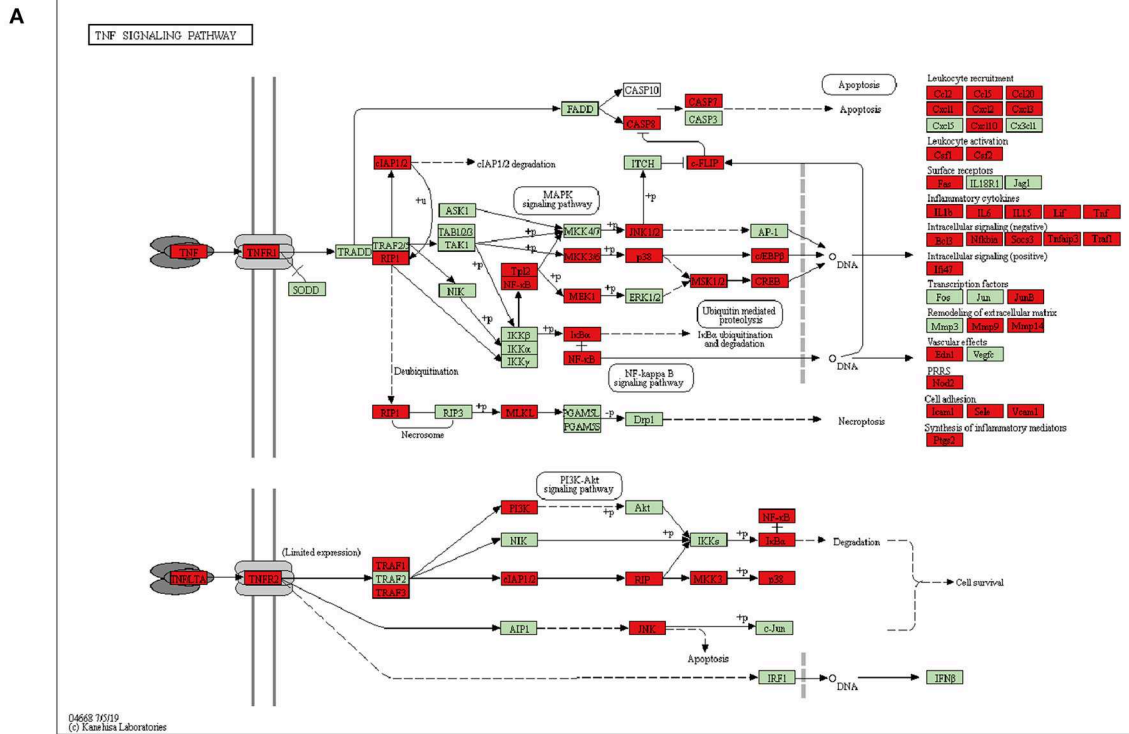 A
TNF SIGNALING PATHWAY
CASP10
FADD
CASP8
CASP7
CASP3
Apoptosis
Apoptosis
cIAP1/2
cIAP1/2 degradation
ITCH
c-FLIP
+u
+p
MAPK
signaling pathway
ASK1
TAB1/2/3
TAK1
MKK4/7
JNK1/2
AP-1
+p
+p
+p
TNF
TNFR1
SODD
TRADD
TRAF2/5
RIP1
MKK3/6
p38
c/EBPβ
DNA
Tpl2
NF-κB
MEK1
ERK1/2
MSK1/2
CREB
NIK
+p
+p
Ubiquitin mediated
proteolysis
IKKβ
IKKα
IKKγ
+p
IκBα
IκBα ubiquitination
and degradation
NF-κB
DNA
NF-kappa B
signaling pathway
Deubiquitination
RIP1
RIP3
+p
MLKL
PGAM5L
PGAM5S
-p
Drp1
Necroptosis
Necrosome
Leukocyte recruitment
Ccl2 Ccl5 Ccl20
Cxcl1 Cxcl2 Cxcl3
Cxcl5 Cxcl10 Cx3cl1
Leukocyte activation
Csf1 Csf2
Surface receptors
Fas IL18R1 Jag1
Inflammatory cytokines
IL1b IL6 IL15 Lif Tnf
Intracellular signaling (negative)
Bcl3 Nfkbia Socs3 Tnfaip3 Traf1
Intracellular signaling (positive)
Ifi47
Transcription factors
Fos Jun JunB
Remodeling of extracellular matrix
Mmp3 Mmp9 Mmp14
Vascular effects
Edn1 Vegfc
PRRS
Nod2
Cell adhesion
Icam1 Sele Vcam1
Synthesis of inflammatory mediators
Ptgs2
PI3K-Akt
signaling pathway
PI3K
+p
Akt
NF-κB
NIK
+p
IKKs
+p
IκBα
Degradation
(Limited expression)
TNFR2
TRAF1
TRAF2
TRAF3
cIAP1/2
RIP
MKK3
+p
p38
Cell survival
AIP1
JNK
+p
c-Jun
Apoptosis
IRF1
DNA
IFNβ
04668 7/5/19
(c) Kanehisa Laboratories